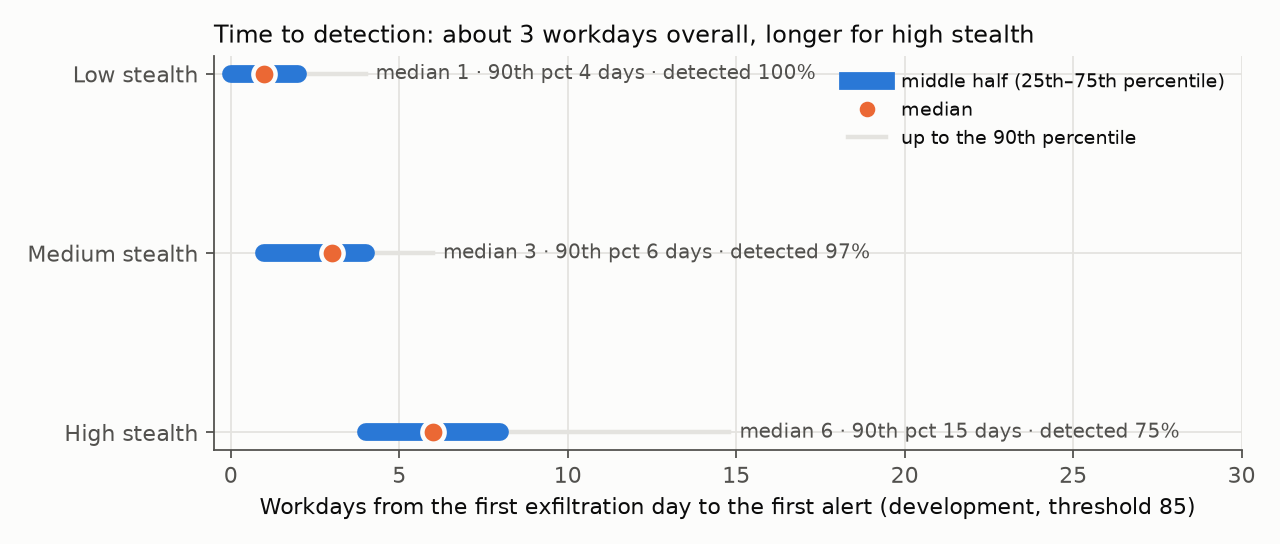 Time to detection: about 3 workdays overall, longer for high stealth
Low stealth
median 1 · 90th pct 4 days · detected 100%
middle half (25th–75th percentile)
median
up to the 90th percentile
Medium stealth
median 3 · 90th pct 6 days · detected 97%
High stealth
median 6 · 90th pct 15 days · detected 75%
0 5 10 15 20 25 30
Workdays from the first exfiltration day to the first alert (development, threshold 85)